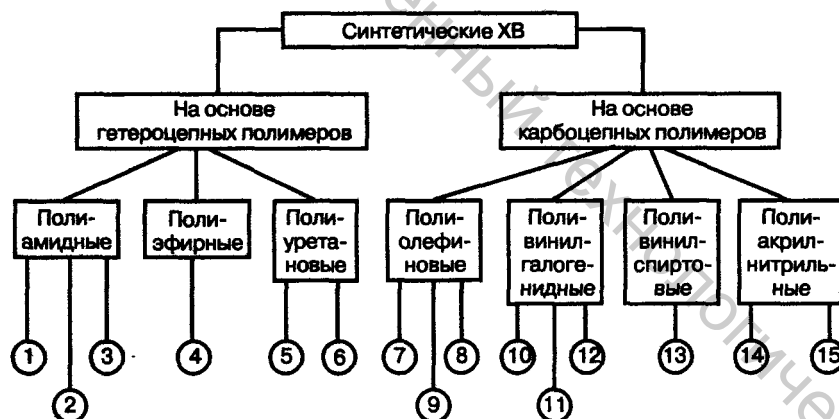 Синтетические ХВ
На основе
гетероцепных полимеров
На основе
карбоцепных полимеров
Поли-
амидные
Поли-
эфирные
Поли-
урета-
новые
Поли-
олефи-
новые
Поли-
винил-
галоге-
нидные
Поли-
винил-
спирто-
вые
Поли-
акрил-
нитриль-
ные
1
2
3
4
5
6
7
9
8
10
11
12
13
14
15
енный технологичес